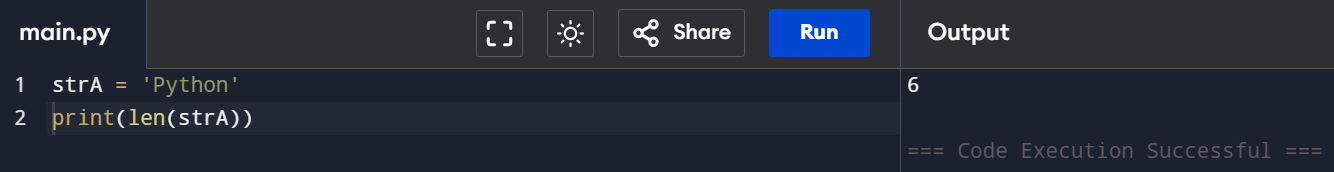 main.py Share Run Output
1 strA = 'Python'
2 print(len(strA))
6
=== Code Execution Successful ===